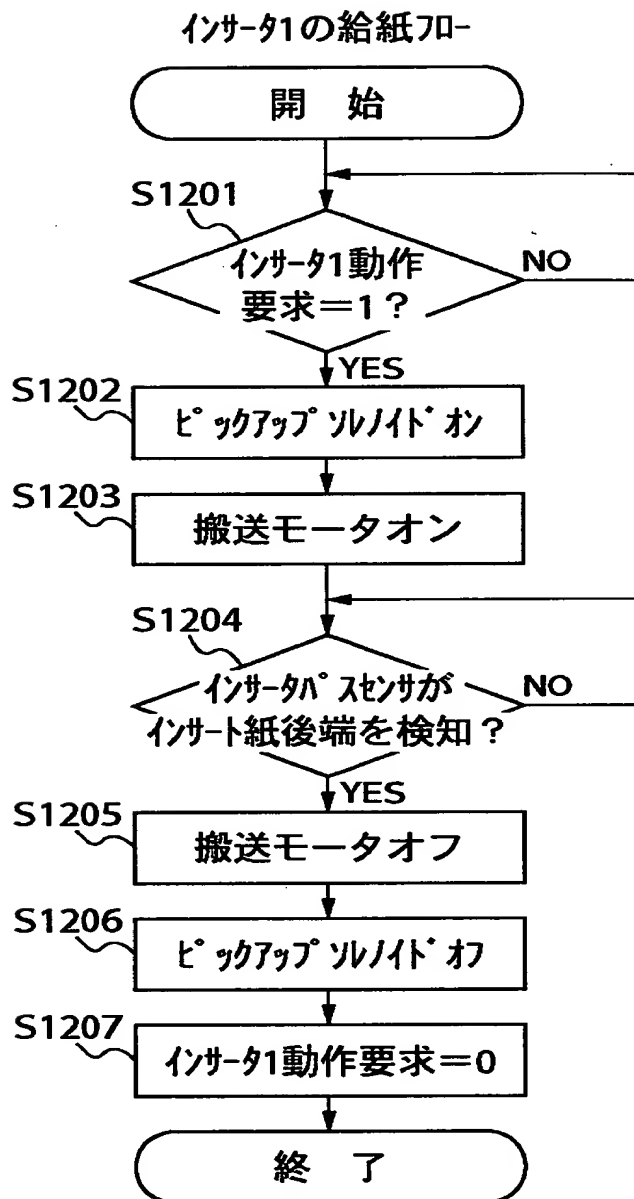 インサータ1の給紙フロー
開 始
S1201
インサータ1動作
要求＝1？
NO
YES
S1202
ピックアップソレノイドオン
S1203
搬送モータオン
S1204
インサータパスセンサが
インサート紙後端を検知？
NO
YES
S1205
搬送モータオフ
S1206
ピックアップソレノイドオフ
S1207
インサータ1動作要求＝0
終 了